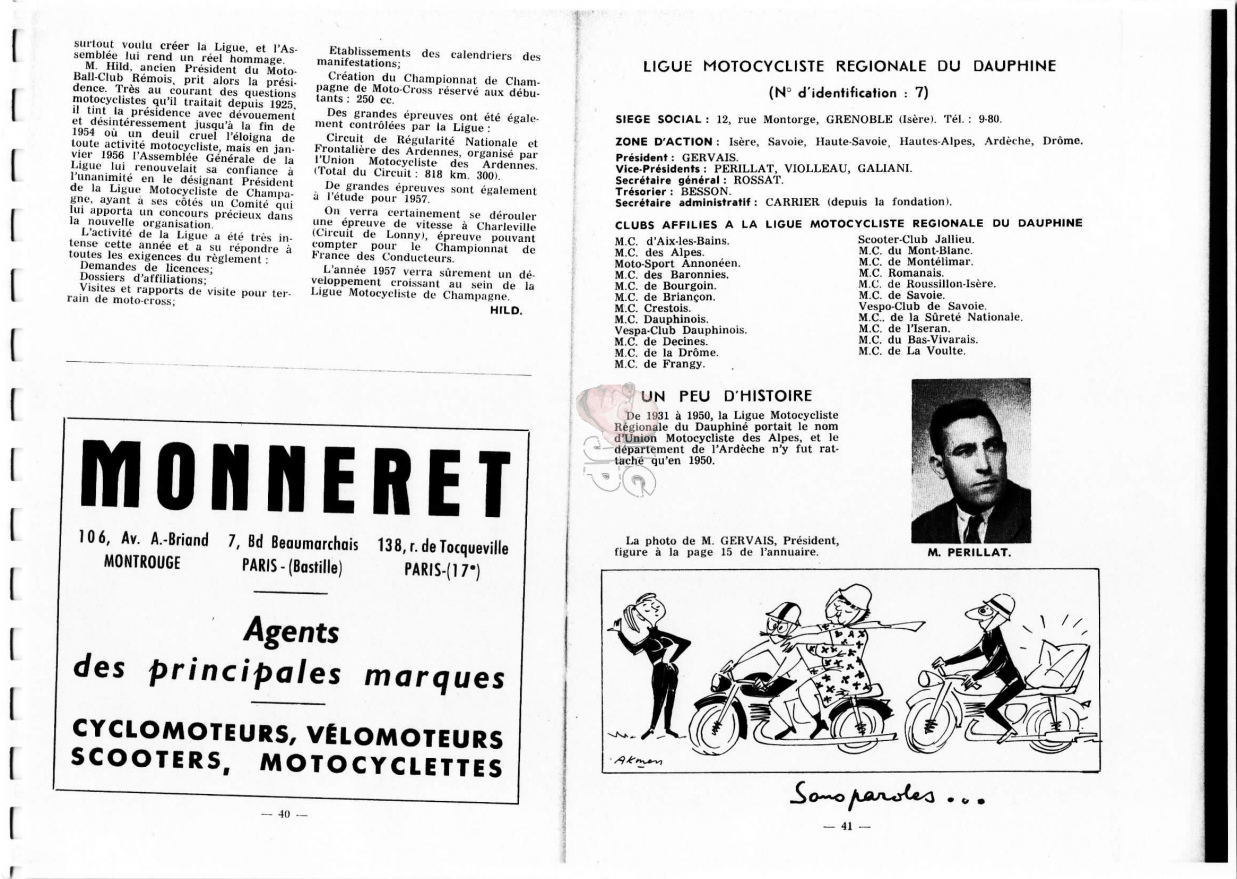 surtout voulu créer la Ligue, et l'As-
semblée lui rend un réel hommage.
M. Hild, ancien Président du Moto-
Ball-Club Rémois, prit alors la prési-
dence. Très au courant des questions
motocyclistes qu'il traitait depuis 1925,
il tint la présidence avec dévouement
et désintéressement jusqu'à la fin de
1954 où un deuil cruel l'éloigna de
toute activité motocycliste, mais en jan-
vier 1956 l'Assemblée Générale de la
Ligue lui renouvelait sa confiance à
l'unanimité en le désignant Président
de la Ligue Motocycliste de Champa-
gne, ayant à ses côtés un Comité qui
lui apporta un concours précieux dans
la nouvelle organisation.
L'activité de la Ligue a été très in-
tense cette année et a su répondre à
toutes les exigences du règlement :
Demandes de licences;
Dossiers d'affiliations;
Visites et rapports de visite pour ter-
rain de moto-cross;
Etablissements des calendriers des
manifestations;
Création du Championnat de Cham-
pagne de Moto-Cross réservé aux débu-
tants : 250 cc.
Des grandes épreuves ont été égale-
ment contrôlées par la Ligue :
Circuit de Régularité Nationale et
Frontalière des Ardennes, organisé par
l'Union Motocycliste des Ardennes.
(Total du Circuit : 818 km. 300).
De grandes épreuves sont également
à l'étude pour 1957.
On verra certainement se dérouler
une épreuve de vitesse à Charleville
(Circuit de Lonny), épreuve pouvant
compter pour le Championnat de
France des Conducteurs.
L'année 1957 verra sûrement un dé-
veloppement croissant au sein de la
Ligue Motocycliste de Champagne.
HILD.
MONNERET
106, Av. A.-Briand
MONTROUGE
7, Bd Beaumarchais
PARIS - (Bastille)
138, r. de Tocqueville
PARIS-(17e)
Agents
des principales marques
CYCLOMOTEURS, VÉLOMOTEURS
SCOOTERS, MOTOCYCLETTES
— 40 —
LIGUE MOTOCYCLISTE REGIONALE DU DAUPHINE
(N° d'identification : 7)
SIEGE SOCIAL : 12, rue Montorge, GRENOBLE (Isère). Tél. : 9-80.
ZONE D'ACTION : Isère, Savoie, Haute-Savoie, Hautes-Alpes, Ardèche, Drôme.
Président : GERVAIS.
Vice-Présidents : PERILLAT, VIOLLEAU, GALIANI.
Secrétaire général : ROSSAT.
Trésorier : BESSON.
Secrétaire administratif : CARRIER (depuis la fondation).
CLUBS AFFILIES A LA LIGUE MOTOCYCLISTE REGIONALE DU DAUPHINE
M.C. d'Aix-les-Bains.
M.C. des Alpes.
Moto-Sport Annonéen.
M.C. des Baronnies.
M.C. de Bourgoin.
M.C. de Briançon.
M.C. Crestois.
M.C. Dauphinois.
Vespa-Club Dauphinois.
M.C. de Decines.
M.C. de la Drôme.
M.C. de Frangy.
Scooter-Club Jallieu.
M.C. du Mont-Blanc.
M.C. de Montélimar.
M.C. Romanais.
M.C. de Roussillon-Isère.
M.C. de Savoie.
Vespo-Club de Savoie.
M.C.. de la Sûreté Nationale.
M.C. de l'Iseran.
M.C. du Bas-Vivarais.
M.C. de La Voulte.
UN PEU D'HISTOIRE
De 1931 à 1950, la Ligue Motocycliste
Régionale du Dauphiné portait le nom
d'Union Motocycliste des Alpes, et le
département de l'Ardèche n'y fut rat-
taché qu'en 1950.
La photo de M. GERVAIS, Président,
figure à la page 15 de l'annuaire.
M. PERILLAT.
Akmen
Sans paroles ...
— 41 —